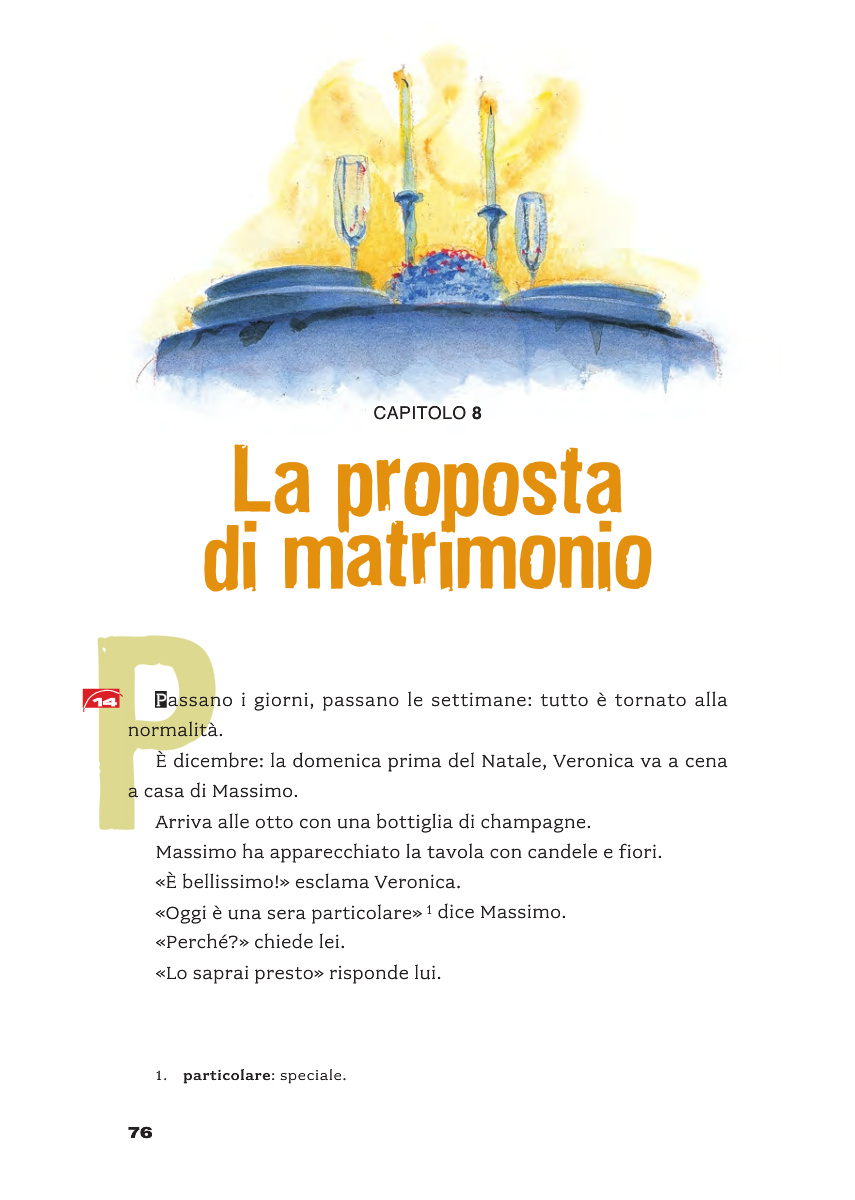 CAPITOLO 8
La proposta
di matrimonio
14
Passano i giorni, passano le settimane: tutto è tornato alla
normalità.
È dicembre: la domenica prima del Natale, Veronica va a cena
a casa di Massimo.
Arriva alle otto con una bottiglia di champagne.
Massimo ha apparecchiato la tavola con candele e fiori.
«È bellissimo!» esclama Veronica.
«Oggi è una sera particolare» 1 dice Massimo.
«Perché?» chiede lei.
«Lo saprai presto» risponde lui.
1. particolare: speciale.
76